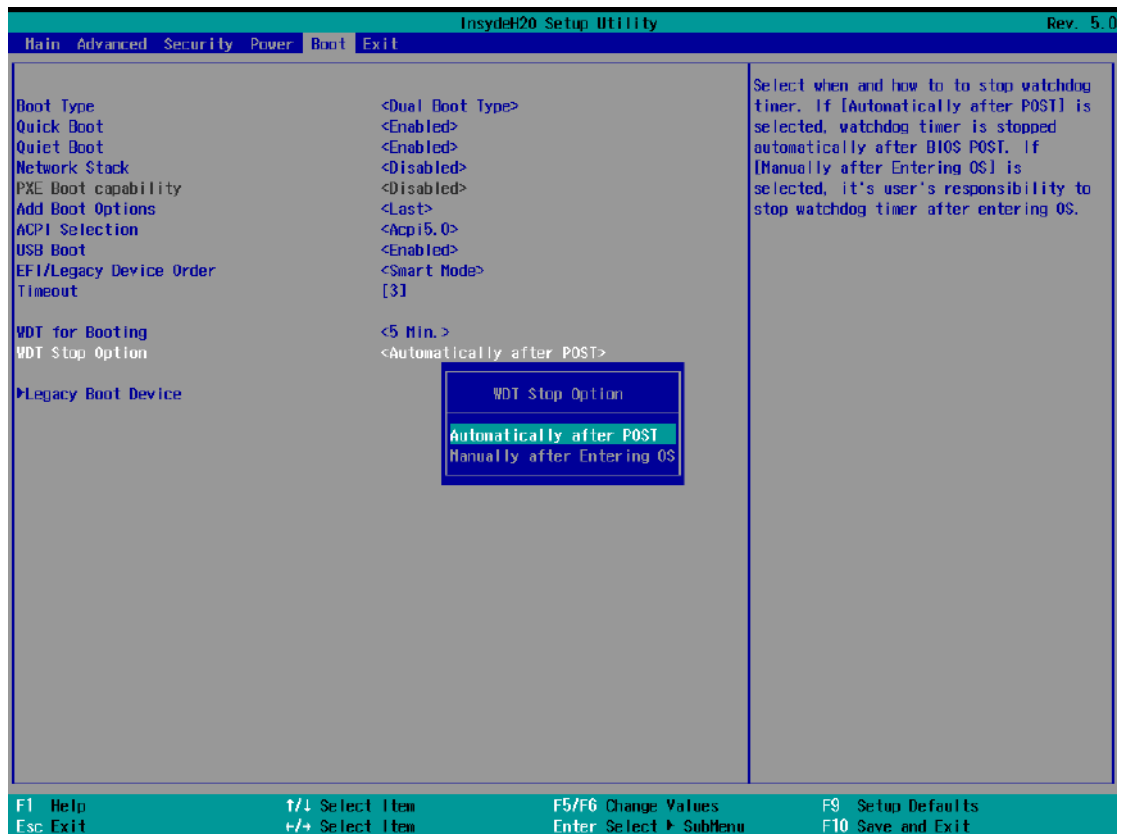 InsydeH20 Setup Utility Rev. 5.0
Main Advanced Security Power Boot Exit
Boot Type <Dual Boot Type>
Quick Boot <Enabled>
Quiet Boot <Enabled>
Network Stack <Disabled>
PXE Boot capability <Disabled>
Add Boot Options <Last>
ACPI Selection <Acpi5.0>
USB Boot <Enabled>
EFI/Legacy Device Order <Smart Mode>
Timeout [3]
WDT for Booting <5 Min.>
WDT Stop Option <Automatically after POST>
▶Legacy Boot Device
WDT Stop Option
Automatically after POST
Manually after Entering OS
Select when and how to to stop watchdog
timer. If [Automatically after POST] is
selected, watchdog timer is stopped
automatically after BIOS POST. If
[Manually after Entering OS] is
selected, it's user's responsibility to
stop watchdog timer after entering OS.
F1 Help ↑/↓ Select Item F5/F6 Change Values F9 Setup Defaults
Esc Exit ←/→ Select Item Enter Select ▶ SubMenu F10 Save and Exit